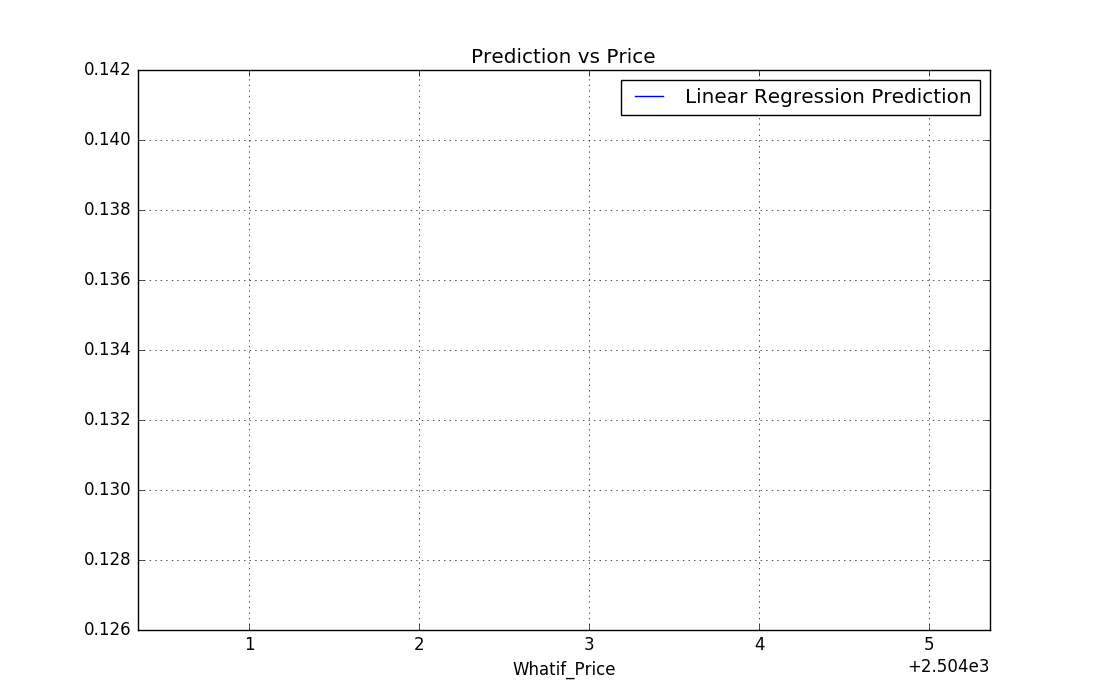 Prediction vs Price
Linear Regression Prediction
0.142
0.140
0.138
0.136
0.134
0.132
0.130
0.128
0.126
1 2 3 4 5
Whatif_Price
+2.504e3